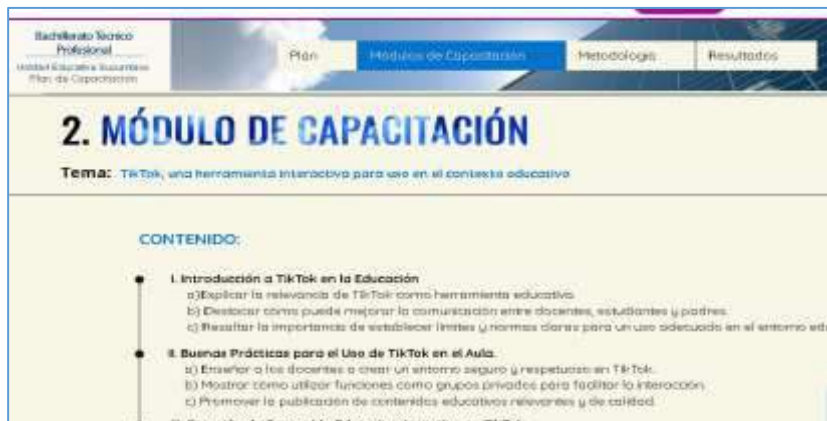 Bachillerato Técnico
Profesional
Unidad Educativa Sucumbíos
Plan de Capacitación
Plan
Módulos de Capacitación
Metodología
Resultados
2. MÓDULO DE CAPACITACIÓN
Tema: TikTok, una herramienta interactiva para uso en el contexto educativo
CONTENIDO:
I. Introducción a TikTok en la Educación
a)Explicar la relevancia de TikTok como herramienta educativa.
b) Destacar cómo puede mejorar la comunicación entre docentes, estudiantes y padres.
c) Resaltar la importancia de establecer límites y normas claras para un uso adecuado en el entorno
II. Buenas Prácticas para el Uso de TikTok en el Aula.
a) Enseñar a los docentes a crear un entorno seguro y respetuoso en TikTok.
b) Mostrar cómo utilizar funciones como grupos privados para facilitar la interacción.
c) Promover la publicación de contenidos educativos relevantes y de calidad.